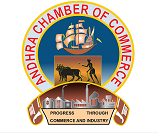 ANDHRA CHAMBER OF COMMERCE
PROGRESS THROUGH
COMMERCE AND INDUSTRY